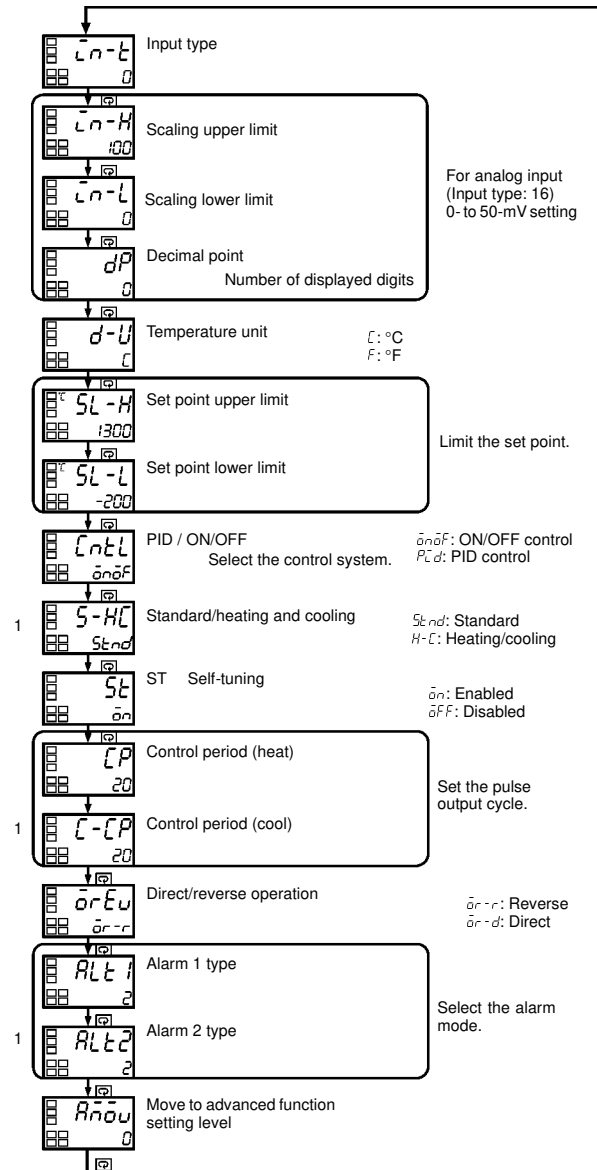 in-t
Input type
0
in-H
Scaling upper limit
100
in-L
Scaling lower limit
0
For analog input
(Input type: 16)
0- to 50-mV setting
dP
Decimal point
Number of displayed digits
0
d-U
Temperature unit
C
C: °C
F: °F
°C
SL-H
Set point upper limit
1300
Limit the set point.
°C
SL-L
Set point lower limit
-200
CntL
PID / ON/OFF
Select the control system.
onoF
onoF: ON/OFF control
Pid: PID control
1
S-HC
Standard/heating and cooling
Stnd
Stnd: Standard
H-C: Heating/cooling
St
ST Self-tuning
on
on: Enabled
oFF: Disabled
CP
Control period (heat)
20
Set the pulse
output cycle.
1
C-CP
Control period (cool)
20
orEv
Direct/reverse operation
or-r
or-r: Reverse
or-d: Direct
ALt1
Alarm 1 type
2
Select the alarm
mode.
1
ALt2
Alarm 2 type
2
Amov
Move to advanced function
setting level
0